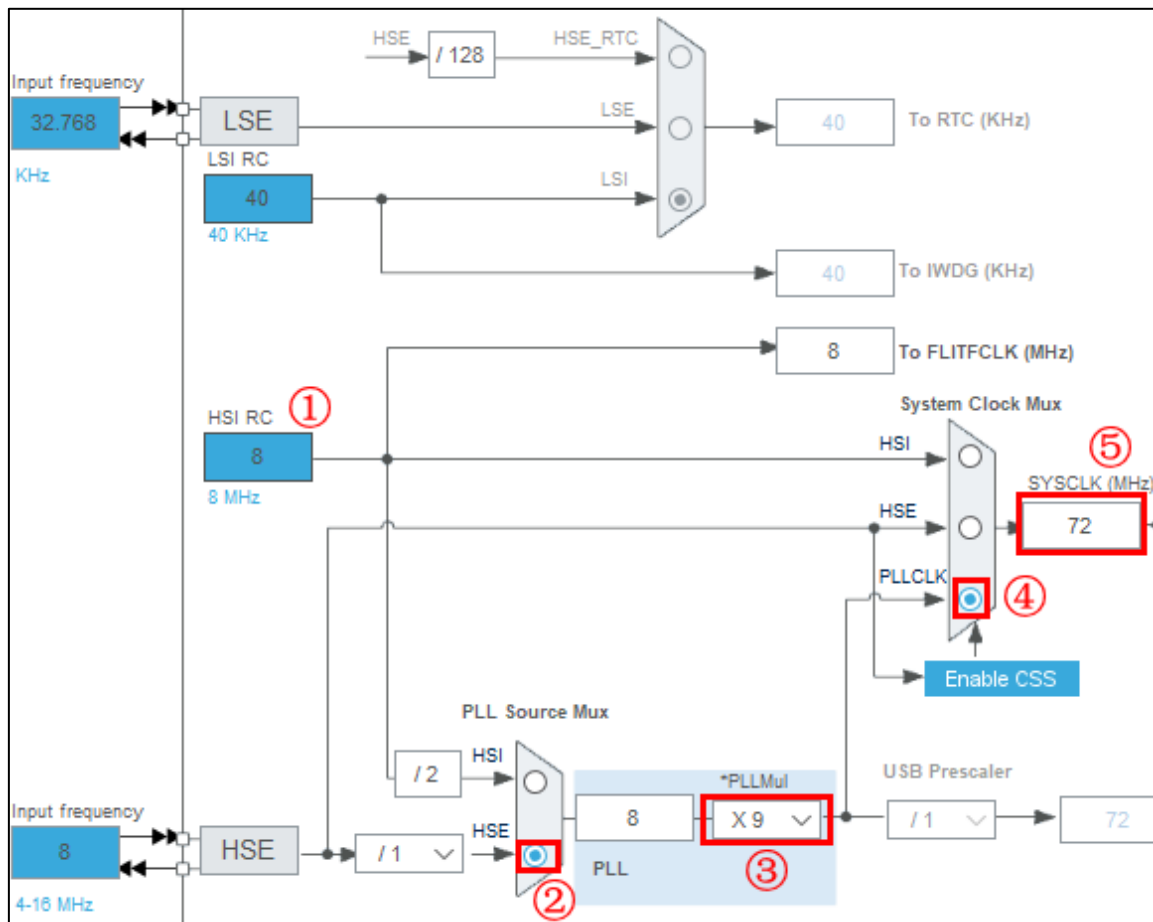 HSE
/ 128
HSE_RTC
Input frequency
32.768
KHz
LSE
LSE
40
To RTC (KHz)
LSI RC
40
40 KHz
LSI
40
To IWDG (KHz)
8
To FLITFCLK (MHz)
HSI RC
①
8
8 MHz
System Clock Mux
HSI
⑤
SYSCLK (MHz)
HSE
72
PLLCLK
④
Enable CSS
PLL Source Mux
HSI
/ 2
*PLLMul
USB Prescaler
Input frequency
8
4-16 MHz
HSE
/ 1
HSE
②
8
X 9
③
PLL
/ 1
72